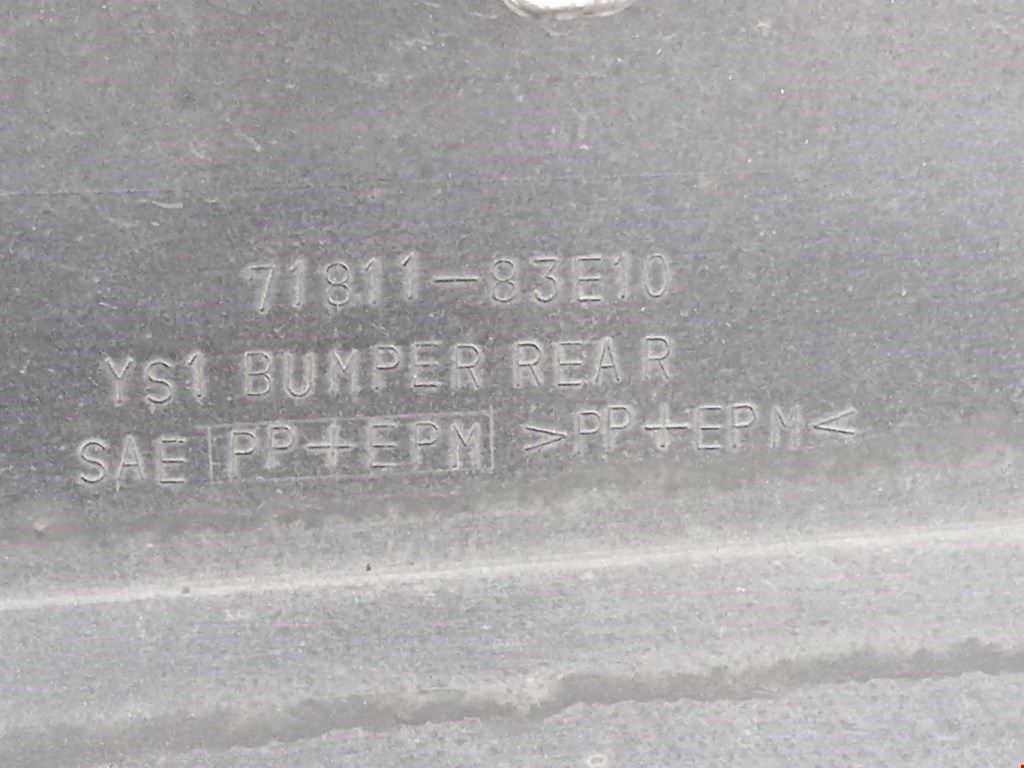 71811-83E10
YS1 BUMPER REAR
SAE PP+EPM >PP+EPM<